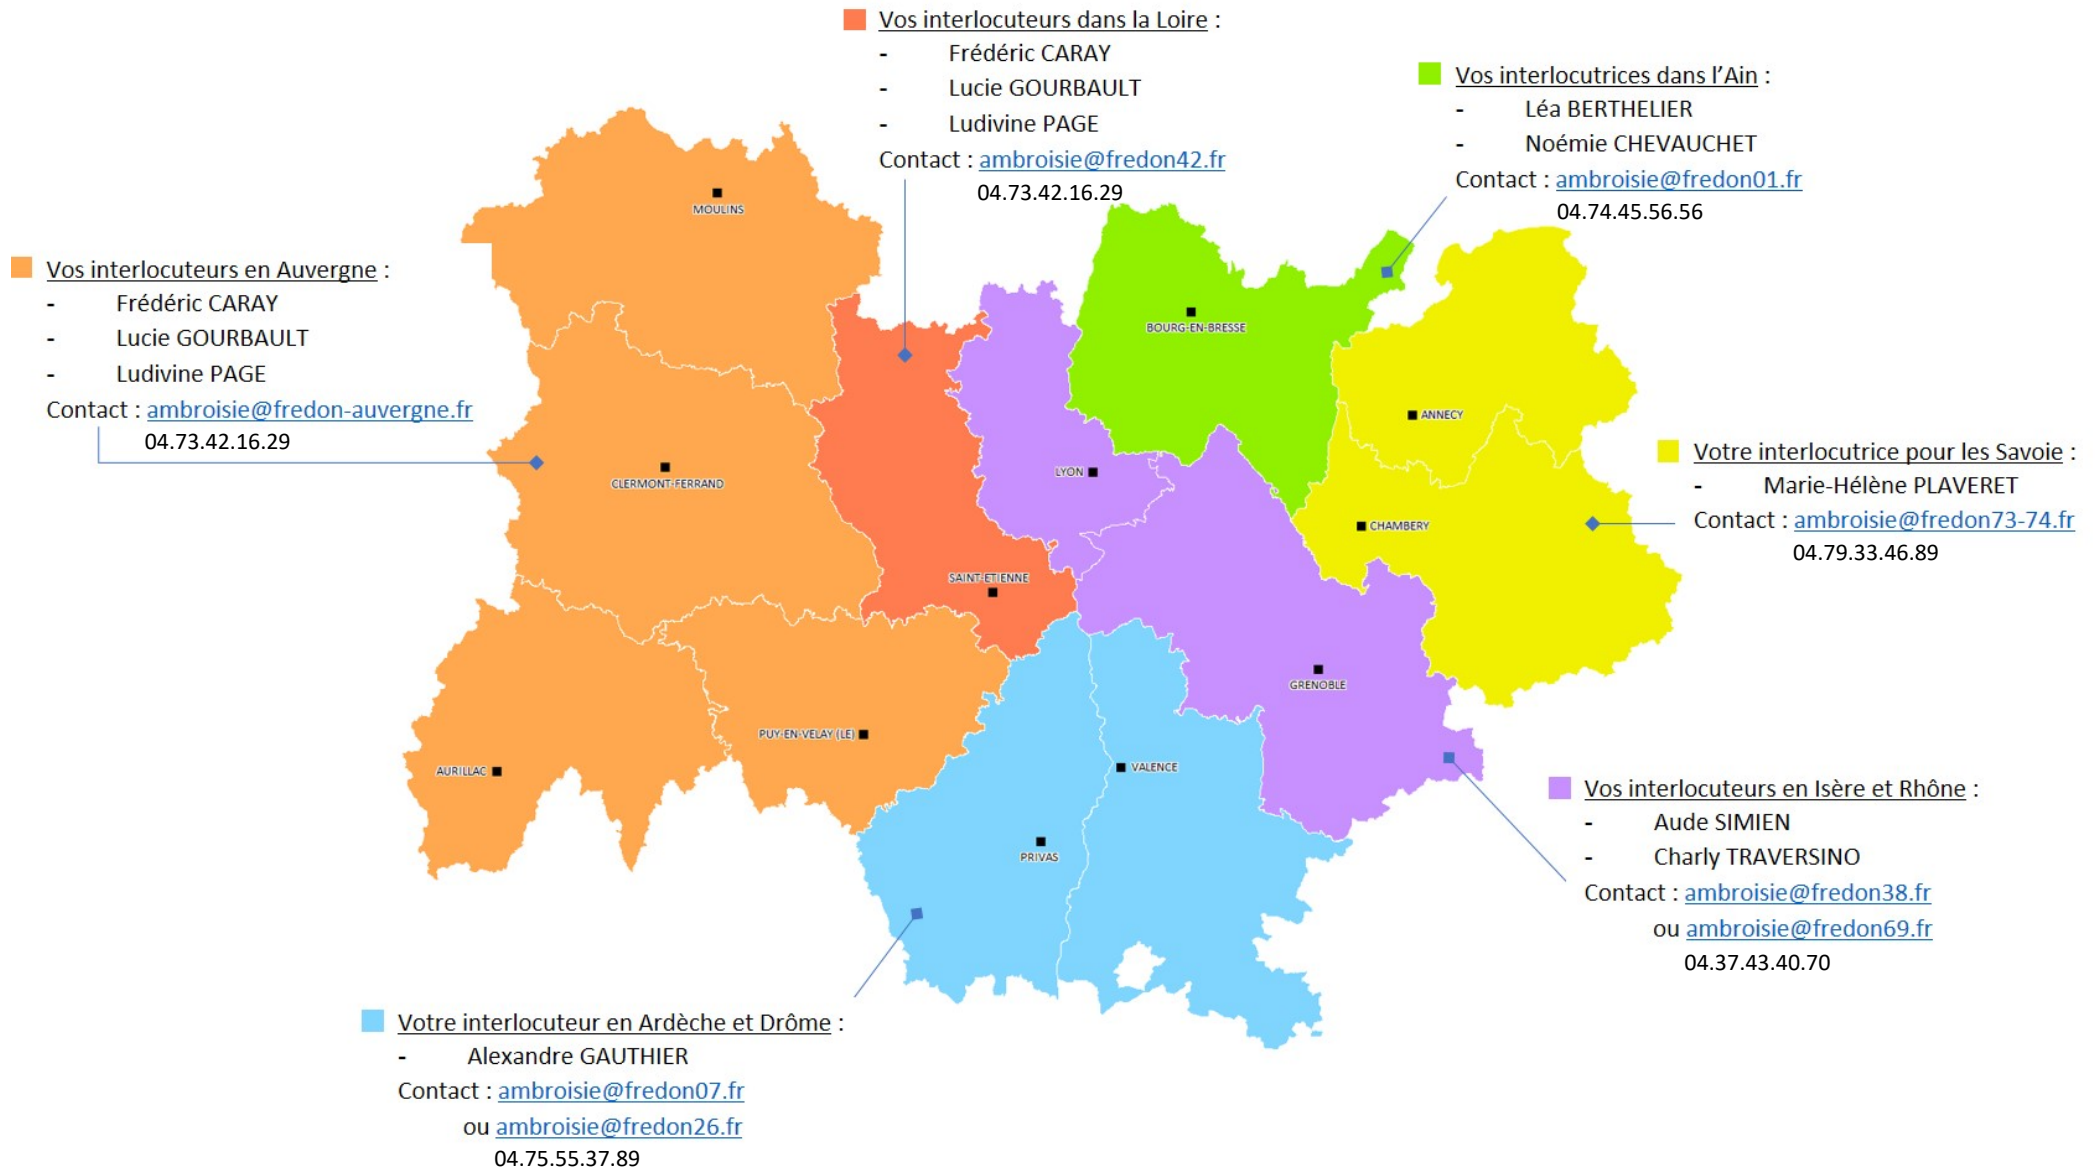 Vos interlocuteurs dans la Loire :
- Frédéric CARAY
- Lucie GOURBAULT
- Ludivine PAGE
Contact : ambroisie@fredon42.fr
04.73.42.16.29
Vos interlocutrices dans l’Ain :
- Léa BERTHELIER
- Noémie CHEVAUCHET
Contact : ambroisie@fredon01.fr
04.74.45.56.56
Vos interlocuteurs en Auvergne :
- Frédéric CARAY
- Lucie GOURBAULT
- Ludivine PAGE
Contact : ambroisie@fredon-auvergne.fr
04.73.42.16.29
MOULINS
BOURG-EN-BRESSE
ANNECY
CLERMONT-FERRAND
LYON
CHAMBERY
SAINT-ETIENNE
GRENOBLE
PUY-EN-VELAY (LE)
AURILLAC
VALENCE
PRIVAS
Votre interlocutrice pour les Savoie :
- Marie-Hélène PLAVERET
Contact : ambroisie@fredon73-74.fr
04.79.33.46.89
Vos interlocuteurs en Isère et Rhône :
- Aude SIMIEN
- Charly TRAVERSINO
Contact : ambroisie@fredon38.fr
ou ambroisie@fredon69.fr
04.37.43.40.70
Votre interlocuteur en Ardèche et Drôme :
- Alexandre GAUTHIER
Contact : ambroisie@fredon07.fr
ou ambroisie@fredon26.fr
04.75.55.37.89